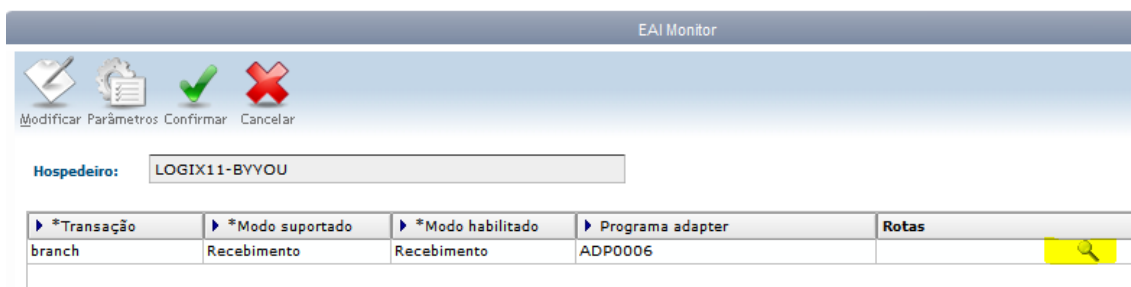 EAI Monitor
Modificar Parâmetros Confirmar Cancelar
Hospedeiro: LOGIX11-BYYOU
*Transação *Modo suportado *Modo habilitado Programa adapter Rotas
branch Recebimento Recebimento ADP0006